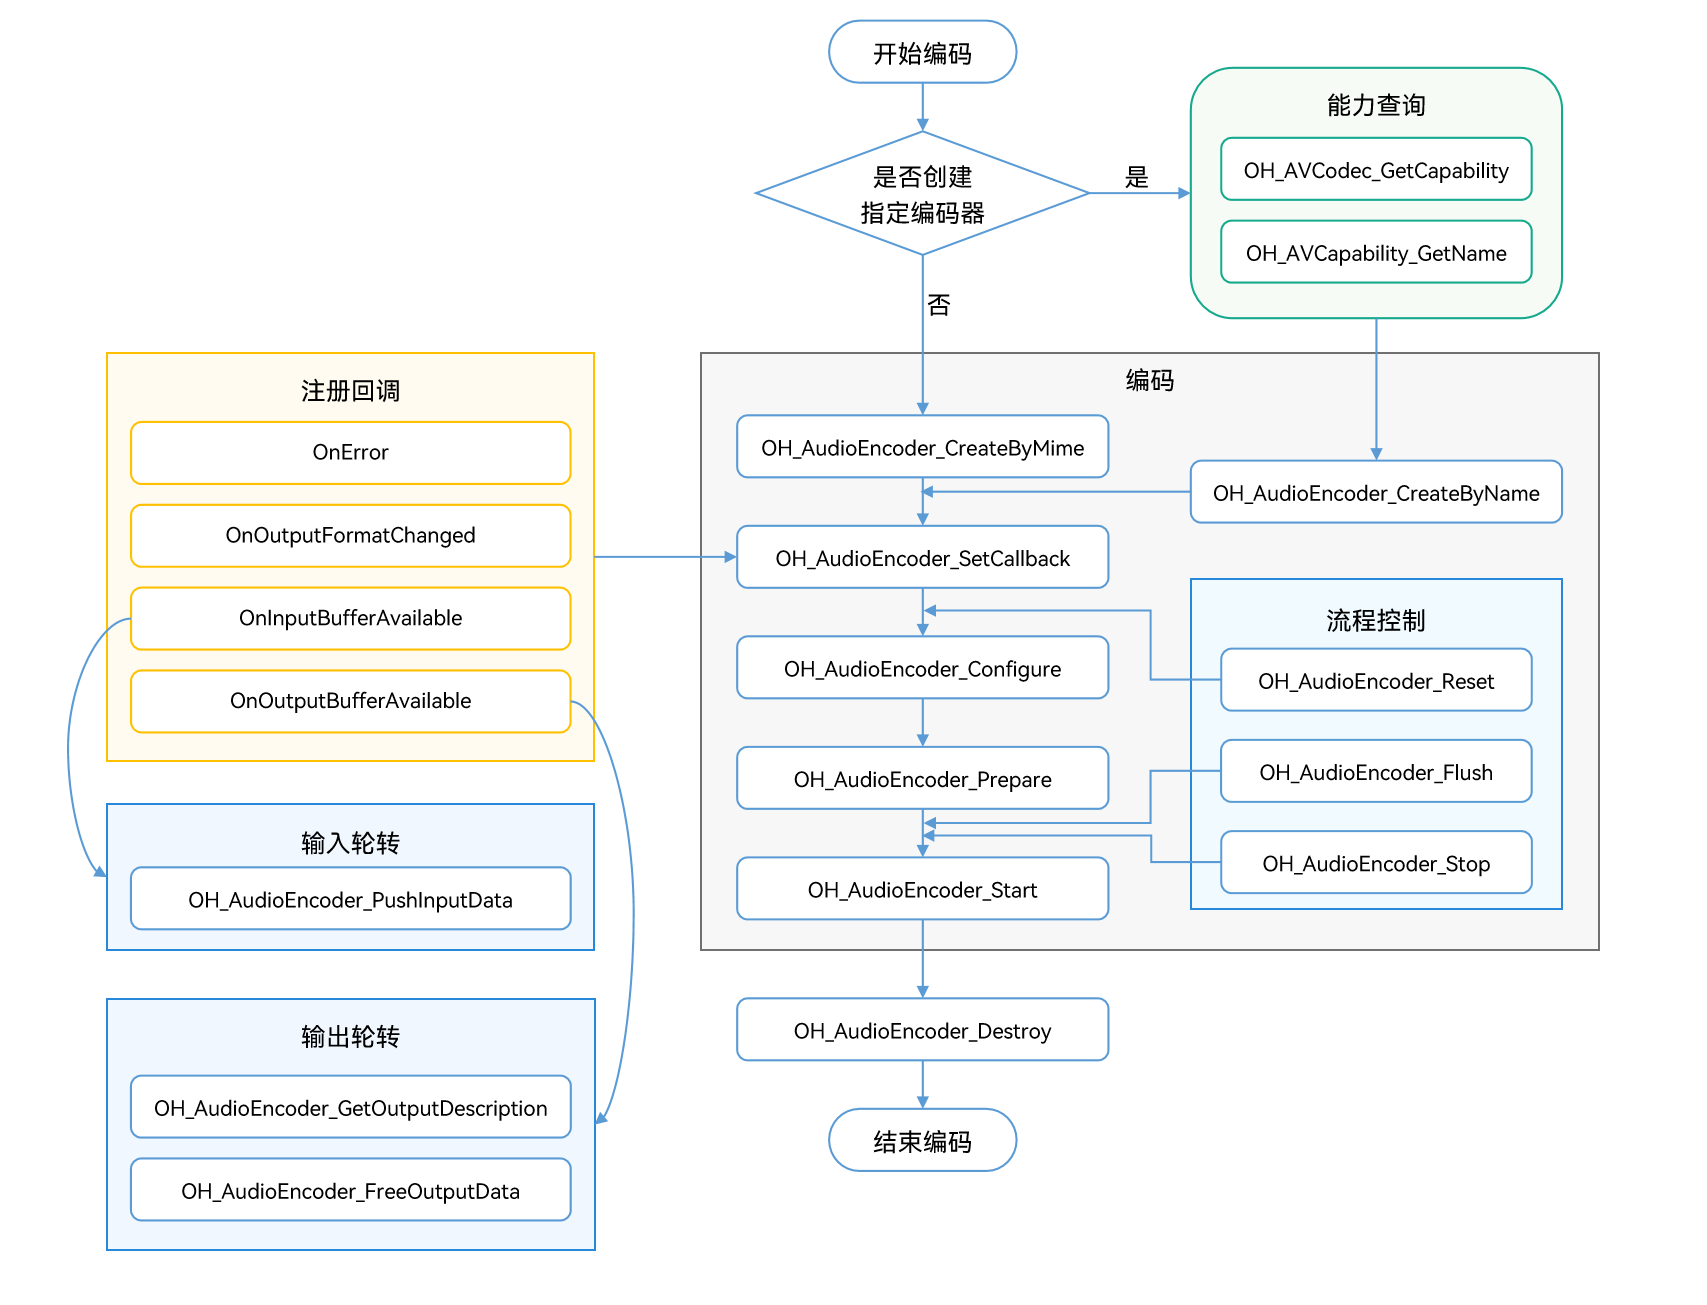 开始编码
是否创建
指定编码器
是
否
能力查询
OH_AVCodec_GetCapability
OH_AVCapability_GetName
注册回调
OnError
OnOutputFormatChanged
OnInputBufferAvailable
OnOutputBufferAvailable
输入轮转
OH_AudioEncoder_PushInputData
输出轮转
OH_AudioEncoder_GetOutputDescription
OH_AudioEncoder_FreeOutputData
编码
OH_AudioEncoder_CreateByMime
OH_AudioEncoder_CreateByName
OH_AudioEncoder_SetCallback
OH_AudioEncoder_Configure
OH_AudioEncoder_Prepare
OH_AudioEncoder_Start
流程控制
OH_AudioEncoder_Reset
OH_AudioEncoder_Flush
OH_AudioEncoder_Stop
OH_AudioEncoder_Destroy
结束编码